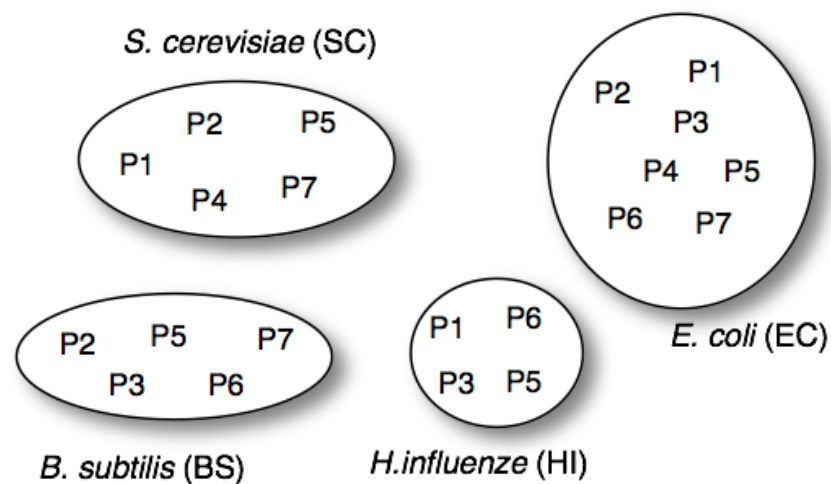 S. cerevisiae (SC)
P2 P5
P1
P4 P7
P1
P2
P3
P4 P5
P6 P7
E. coli (EC)
P2 P5 P7
P3 P6
B. subtilis (BS)
P1 P6
P3 P5
H.influenze (HI)